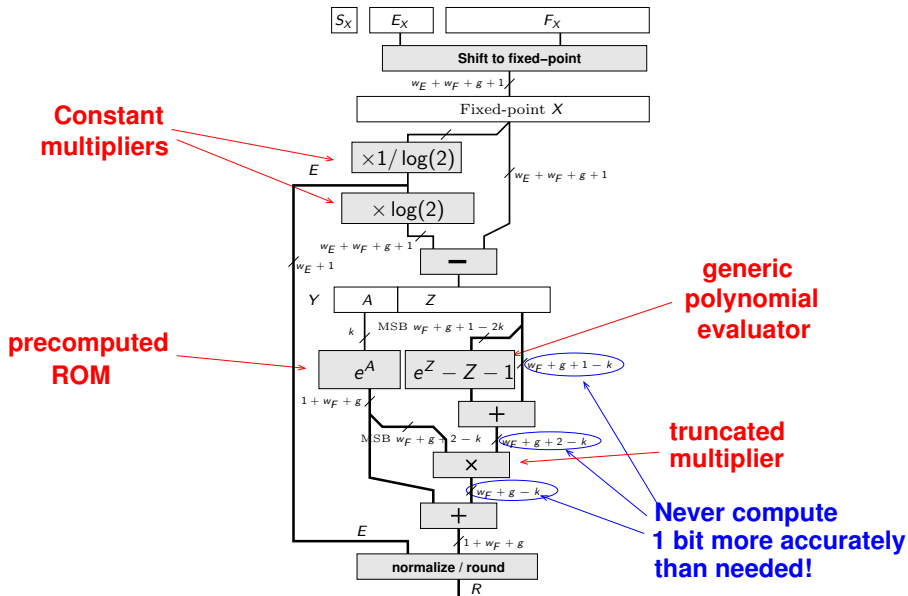 S_X E_X F_X
Shift to fixed–point
w_E + w_F + g + 1
Fixed-point X
Constant
multipliers
×1/ log(2)
E
w_E + w_F + g + 1
× log(2)
w_E + w_F + g + 1
w_E + 1
−
generic
polynomial
evaluator
Y A Z
k
MSB w_F + g + 1 − 2k
precomputed
ROM
e^A
e^Z − Z − 1
w_F + g + 1 − k
1 + w_F + g
+
MSB w_F + g + 2 − k
w_F + g + 2 − k
truncated
multiplier
×
w_F + g − k
Never compute
1 bit more accurately
than needed!
+
E
1 + w_F + g
normalize / round
R